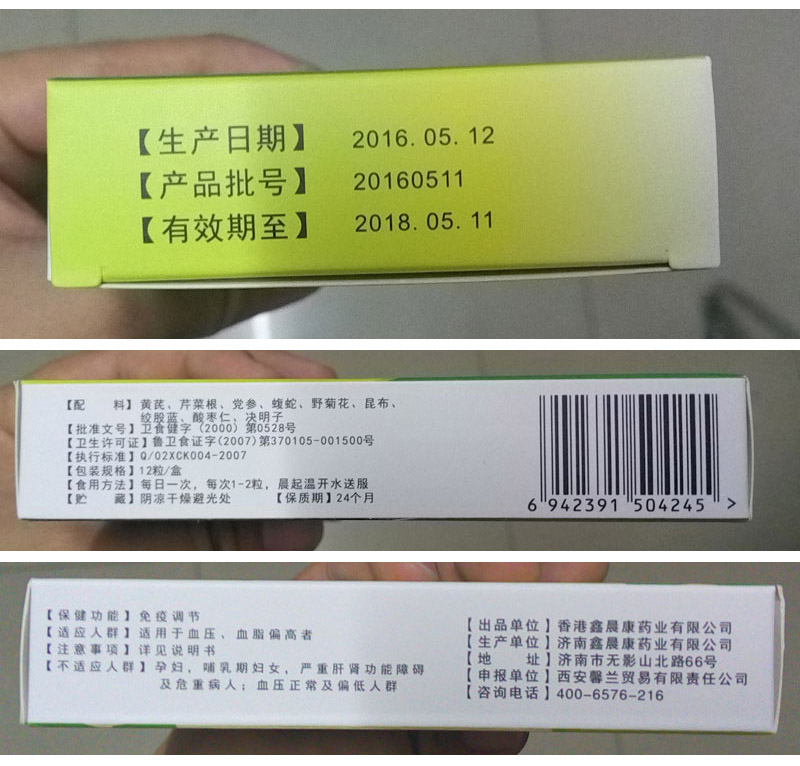 【生产日期】 2016.05.12
【产品批号】 20160511
【有效期至】 2018.05.11
【配 料】黄芪、芹菜根、党参、蝮蛇、野菊花、昆布、
绞股蓝、酸枣仁、决明子
【批准文号】卫食健字(2000)第0528号
【卫生许可证】鲁卫食证字(2007)第370105-001500号
【执行标准】Q/02XCK004-2007
【包装规格】12粒/盒
【食用方法】每日一次，每次1-2粒，晨起温开水送服
【贮 藏】阴凉干燥避光处 【保质期】24个月
6 942391 504245 >
【保健功能】免疫调节
【适应人群】适用于血压、血脂偏高者
【注意事项】详见说明书
【不适应人群】孕妇，哺乳期妇女，严重肝肾功能障碍
及危重病人；血压正常及偏低人群
【出品单位】香港鑫晨康药业有限公司
【生产单位】济南鑫晨康药业有限公司
【地 址】济南市无影山北路66号
【申报单位】西安馨兰贸易有限责任公司
【咨询电话】400-6576-216